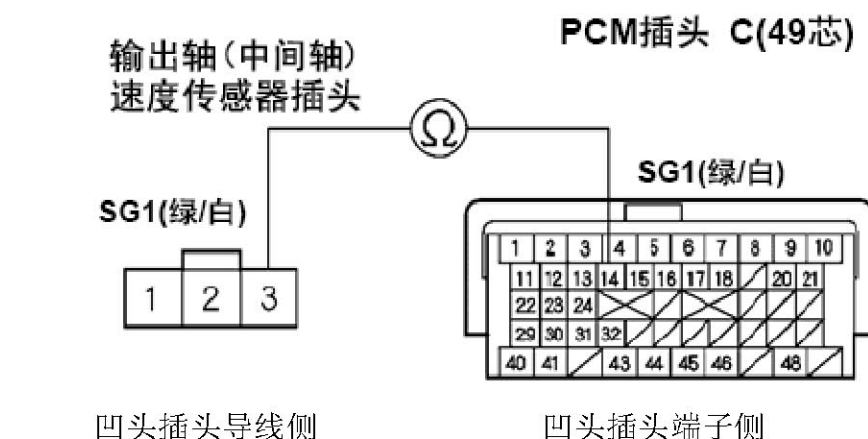 PCM插头 C(49芯)
输出轴(中间轴)
速度传感器插头
Ω
SG1(绿/白)
SG1(绿/白)
1 2 3
1 2 3 4 5 6 7 8 9 10
11 12 13 14 15 16 17 18 20 21
22 23 24
29 30 31 32
40 41 43 44 45 46 48
凹头插头导线侧
凹头插头端子侧